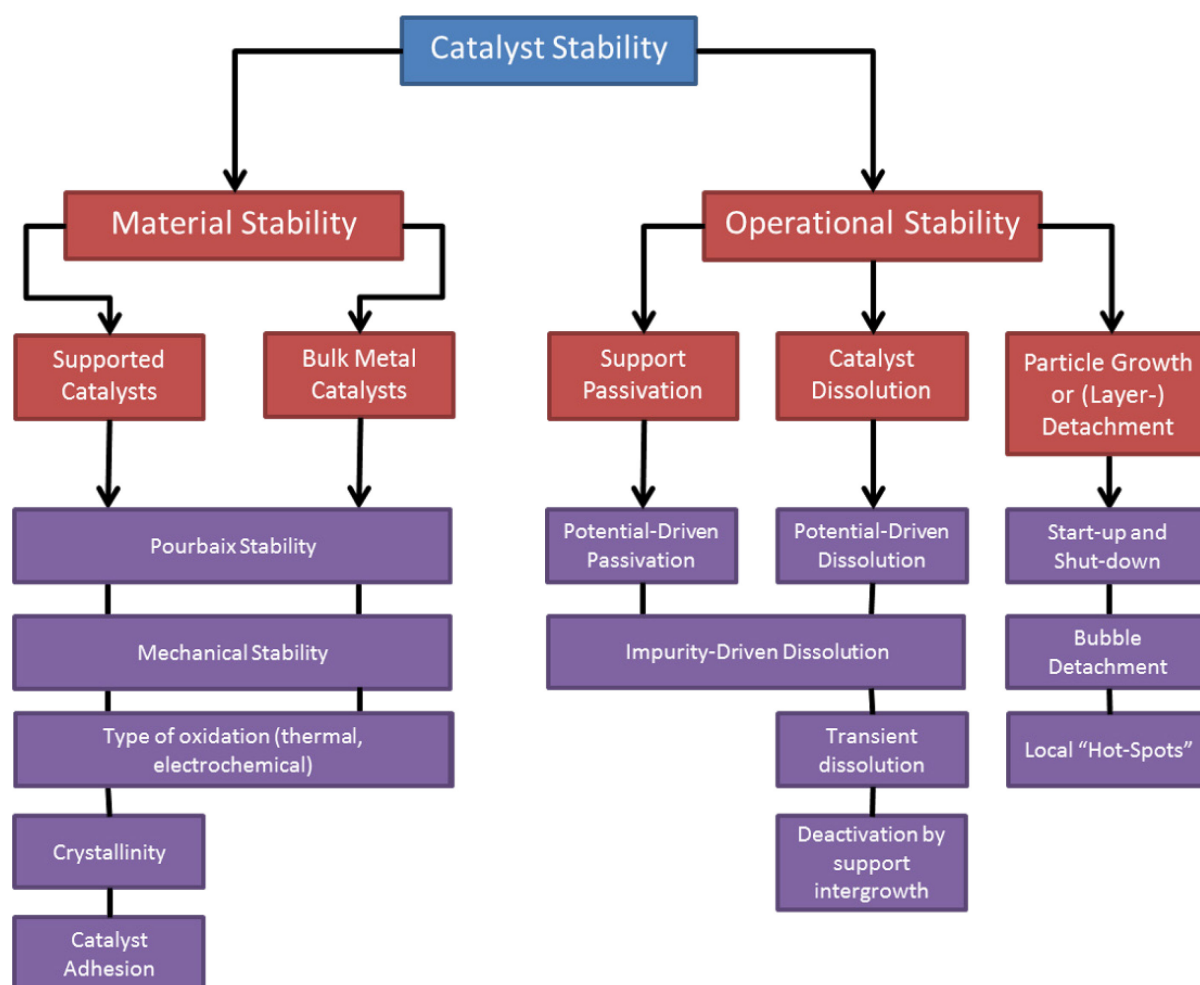 Catalyst Stability
Material Stability
Operational Stability
Supported
Catalysts
Bulk Metal
Catalysts
Support
Passivation
Catalyst
Dissolution
Particle Growth
or (Layer-)
Detachment
Pourbaix Stability
Potential-Driven
Passivation
Potential-Driven
Dissolution
Start-up and
Shut-down
Mechanical Stability
Impurity-Driven Dissolution
Bubble
Detachment
Type of oxidation (thermal,
electrochemical)
Transient
dissolution
Local “Hot-Spots”
Crystallinity
Deactivation by
support
intergrowth
Catalyst
Adhesion